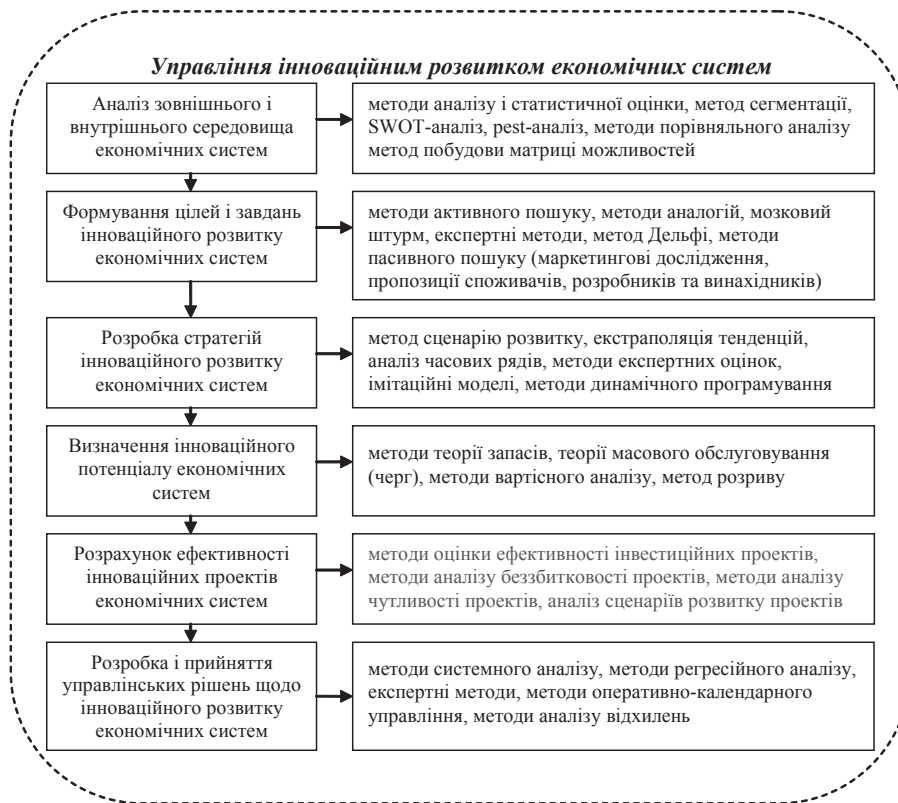 Управління інноваційним розвитком економічних систем
Аналіз зовнішнього і
внутрішнього середовища
економічних систем
методи аналізу і статистичної оцінки, метод сегментації,
SWOT-аналіз, pest-аналіз, методи порівняльного аналізу
метод побудови матриці можливостей
Формування цілей і завдань
інноваційного розвитку
економічних систем
методи активного пошуку, методи аналогій, мозковий
штурм, експертні методи, метод Дельфі, методи
пасивного пошуку (маркетингові дослідження,
пропозиції споживачів, розробників та винахідників)
Розробка стратегій
інноваційного розвитку
економічних систем
метод сценарію розвитку, екстраполяція тенденцій,
аналіз часових рядів, методи експертних оцінок,
імітаційні моделі, методи динамічного програмування
Визначення інноваційного
потенціалу економічних
систем
методи теорії запасів, теорії масового обслуговування
(черг), методи вартісного аналізу, метод розриву
Розрахунок ефективності
інноваційних проектів
економічних систем
методи оцінки ефективності інвестиційних проектів,
методи аналізу беззбитковості проектів, методи аналізу
чутливості проектів, аналіз сценаріїв розвитку проектів
Розробка і прийняття
управлінських рішень щодо
інноваційного розвитку
економічних систем
методи системного аналізу, методи регресійного аналізу,
експертні методи, методи оперативно-календарного
управління, методи аналізу відхилень